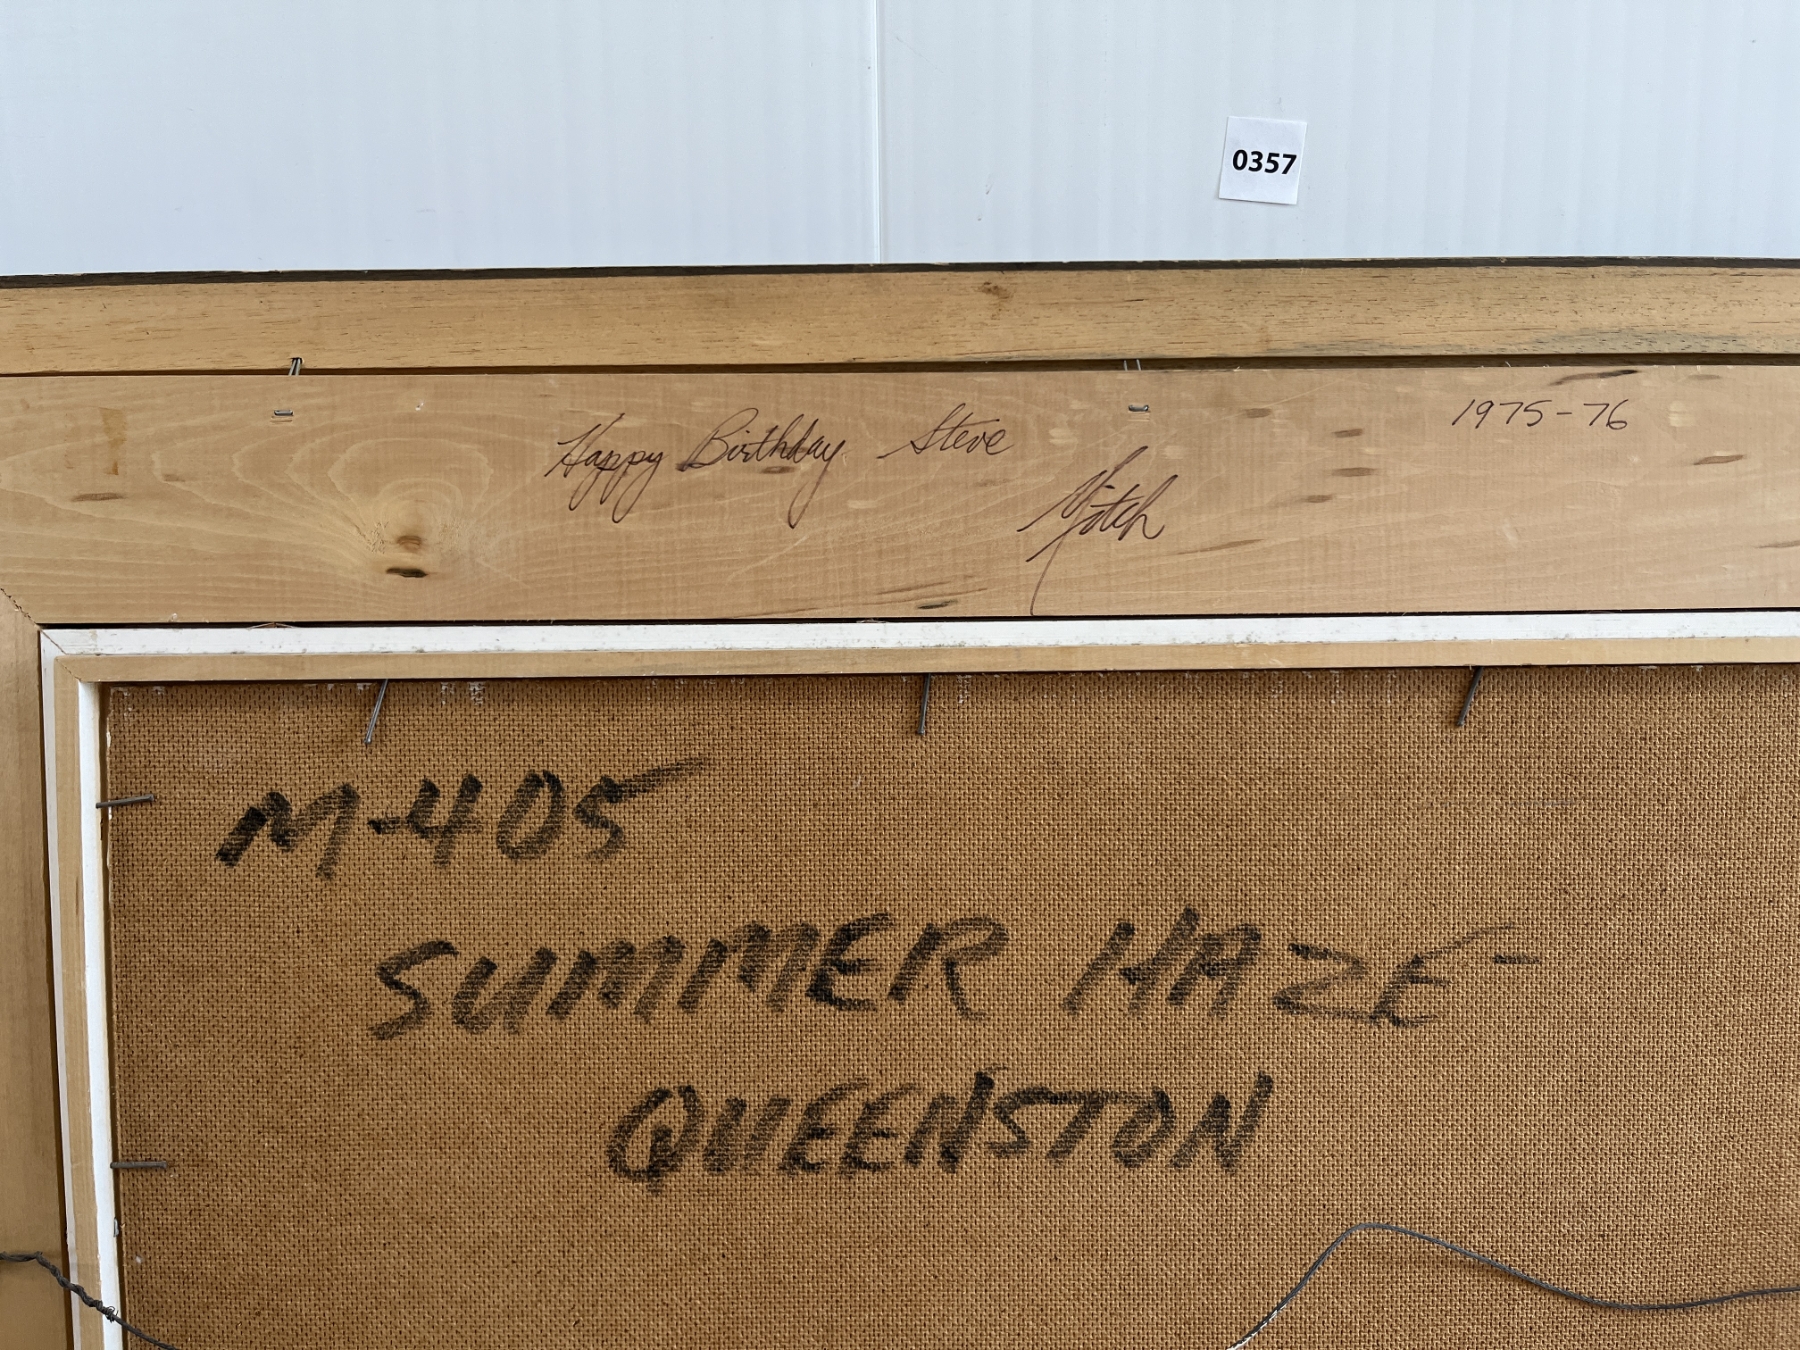 0357
1975-76
Happy Birthday Steve
Mitch
M-405
SUMMER HAZE-
QUEENSTON